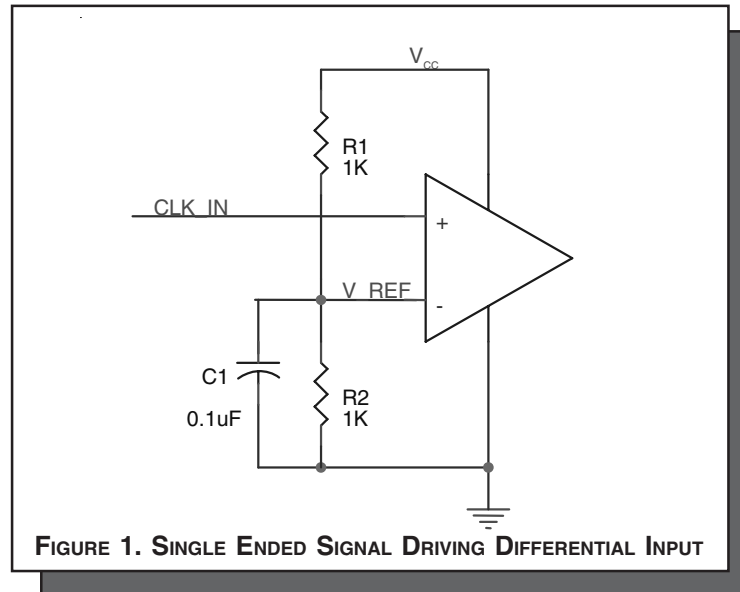 V_CC
R1
1K
CLK_IN
+
V_REF
-
C1
0.1uF
R2
1K
FIGURE 1. SINGLE ENDED SIGNAL DRIVING DIFFERENTIAL INPUT